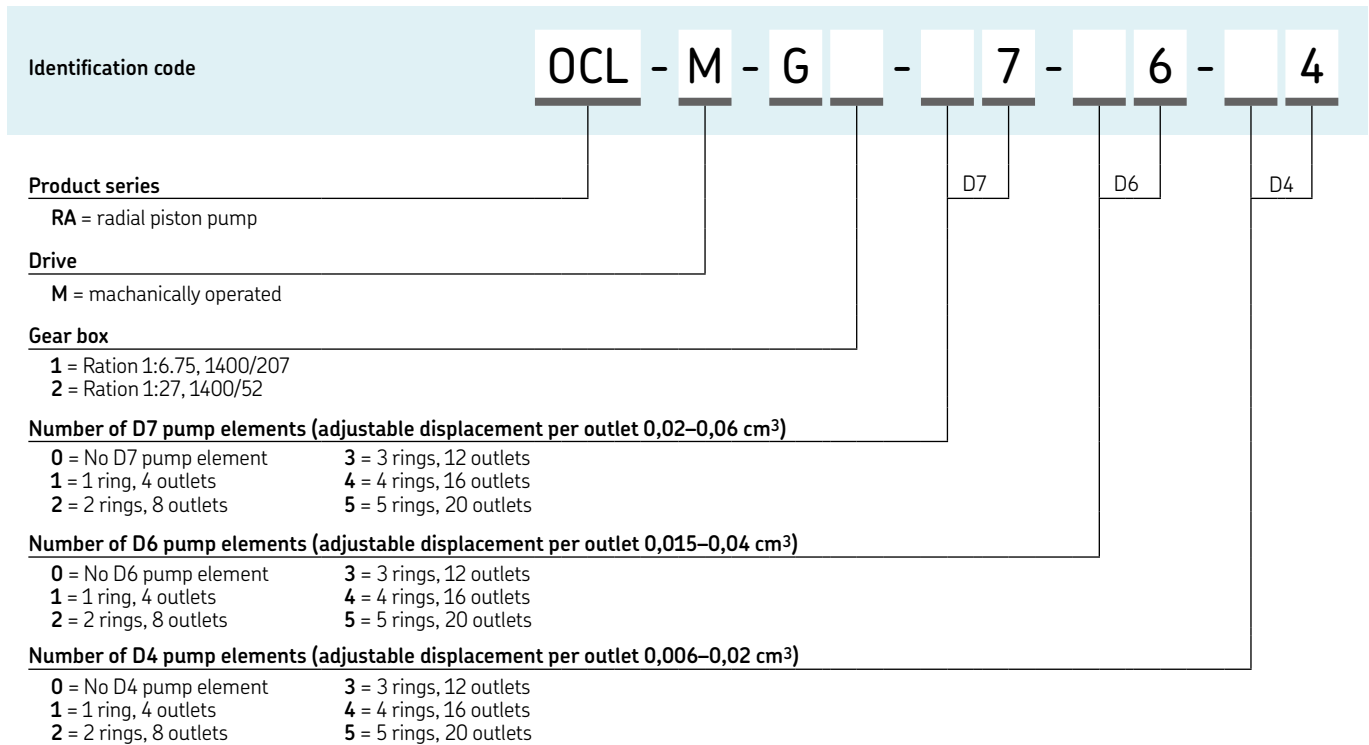 Identification code OCL - M - G - 7 - 6 - 4
Product series D7 D6 D4
RA = radial piston pump
Drive
M = machanically operated
Gear box
1 = Ration 1:6.75, 1400/207
2 = Ration 1:27, 1400/52
Number of D7 pump elements (adjustable displacement per outlet 0,02–0,06 cm³)
0 = No D7 pump element 3 = 3 rings, 12 outlets
1 = 1 ring, 4 outlets 4 = 4 rings, 16 outlets
2 = 2 rings, 8 outlets 5 = 5 rings, 20 outlets
Number of D6 pump elements (adjustable displacement per outlet 0,015–0,04 cm³)
0 = No D6 pump element 3 = 3 rings, 12 outlets
1 = 1 ring, 4 outlets 4 = 4 rings, 16 outlets
2 = 2 rings, 8 outlets 5 = 5 rings, 20 outlets
Number of D4 pump elements (adjustable displacement per outlet 0,006–0,02 cm³)
0 = No D4 pump element 3 = 3 rings, 12 outlets
1 = 1 ring, 4 outlets 4 = 4 rings, 16 outlets
2 = 2 rings, 8 outlets 5 = 5 rings, 20 outlets